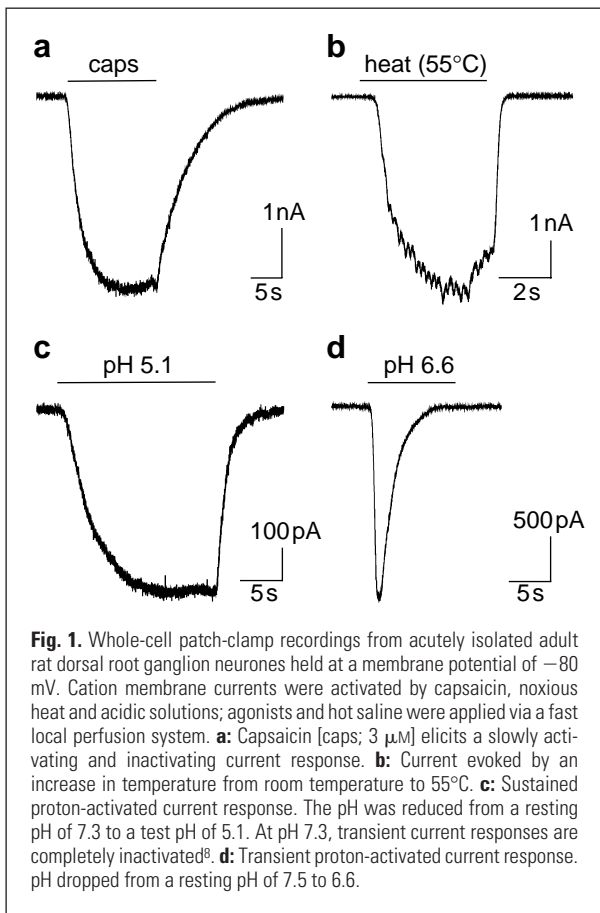 a
caps
1nA
5s
b
heat (55°C)
1nA
2s
c
pH 5.1
100pA
5s
d
pH 6.6
500pA
5s
Fig. 1. Whole-cell patch-clamp recordings from acutely isolated adult
rat dorsal root ganglion neurones held at a membrane potential of −80
mV. Cation membrane currents were activated by capsaicin, noxious
heat and acidic solutions; agonists and hot saline were applied via a fast
local perfusion system. a: Capsaicin [caps; 3 μM] elicits a slowly acti-
vating and inactivating current response. b: Current evoked by an
increase in temperature from room temperature to 55°C. c: Sustained
proton-activated current response. The pH was reduced from a resting
pH of 7.3 to a test pH of 5.1. At pH 7.3, transient current responses are
completely inactivated⁸. d: Transient proton-activated current response.
pH dropped from a resting pH of 7.5 to 6.6.